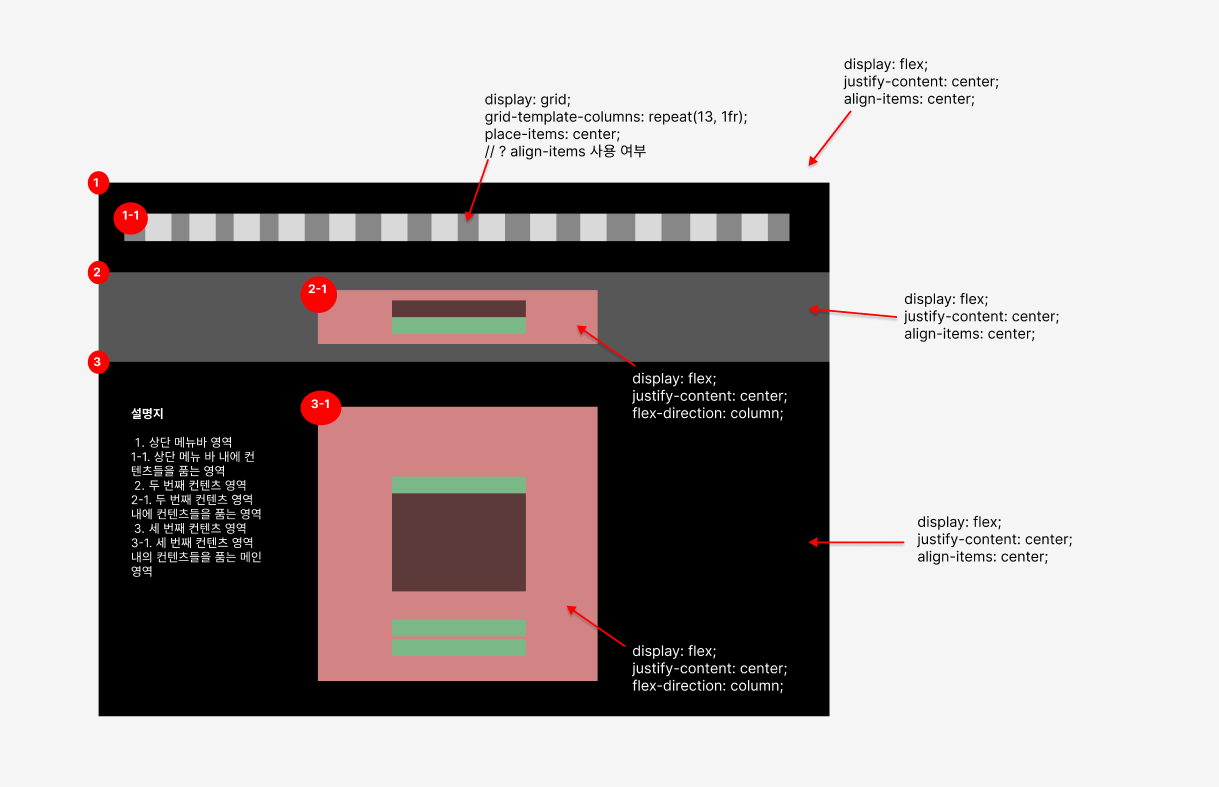 display: flex;
justify-content: center;
align-items: center;
display: grid;
grid-template-columns: repeat(13, 1fr);
place-items: center;
// ? align-items 사용 여부
1
1-1
2
2-1
display: flex;
justify-content: center;
align-items: center;
3
display: flex;
justify-content: center;
flex-direction: column;
3-1
설명지
1. 상단 메뉴바 영역
1-1. 상단 메뉴 바 내에 컨
텐츠들을 품는 영역
2. 두 번째 컨텐츠 영역
2-1. 두 번째 컨텐츠 영역
내에 컨텐츠들을 품는 영역
3. 세 번째 컨텐츠 영역
3-1. 세 번째 컨텐츠 영역
내의 컨텐츠들을 품는 메인
영역
display: flex;
justify-content: center;
align-items: center;
display: flex;
justify-content: center;
flex-direction: column;